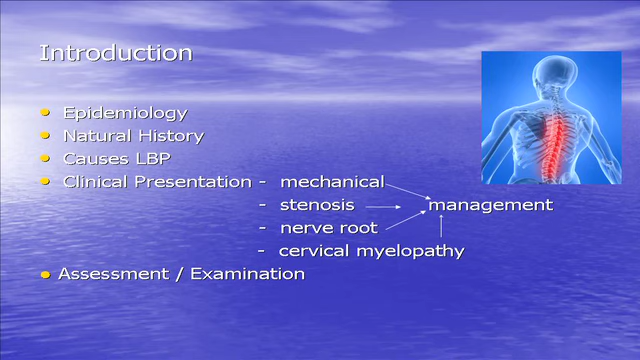 Introduction
• Epidemiology
• Natural History
• Causes LBP
• Clinical Presentation - mechanical
- stenosis management
- nerve root
- cervical myelopathy
• Assessment / Examination